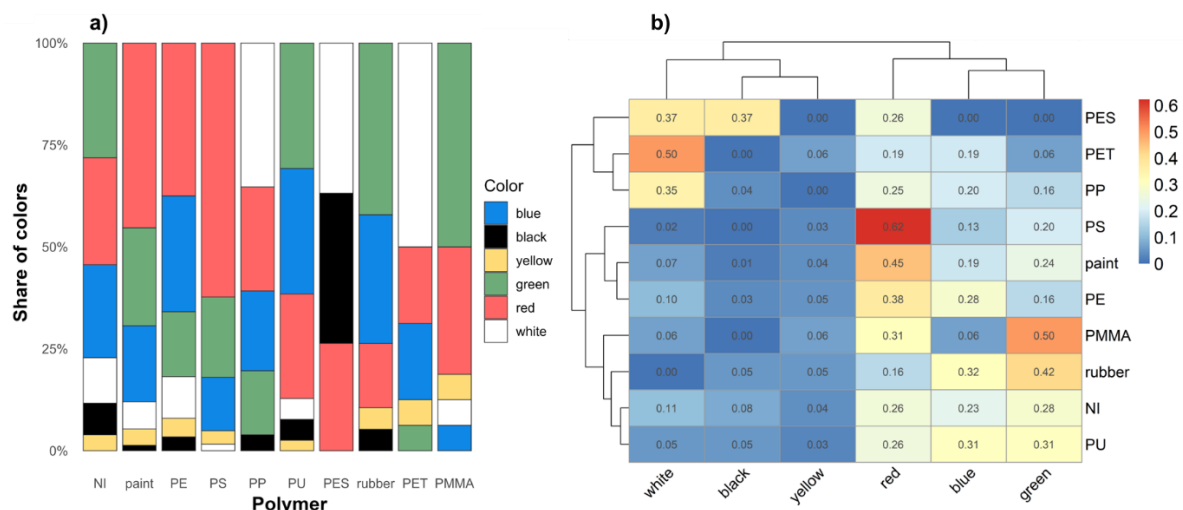 a)
100%
75%
50%
25%
0%
Share of colors
NI paint PE PS PP PU PES rubber PET PMMA
Polymer
Color
blue
black
yellow
green
red
white
b)
0.37 0.37 0.00 0.26 0.00 0.00 PES
0.50 0.00 0.06 0.19 0.19 0.06 PET
0.35 0.04 0.00 0.25 0.20 0.16 PP
0.02 0.00 0.03 0.62 0.13 0.20 PS
0.07 0.01 0.04 0.45 0.19 0.24 paint
0.10 0.03 0.05 0.38 0.28 0.16 PE
0.06 0.00 0.06 0.31 0.06 0.50 PMMA
0.00 0.05 0.05 0.16 0.32 0.42 rubber
0.11 0.08 0.04 0.26 0.23 0.28 NI
0.05 0.05 0.03 0.26 0.31 0.31 PU
white black yellow red blue green
0.6
0.5
0.4
0.3
0.2
0.1
0